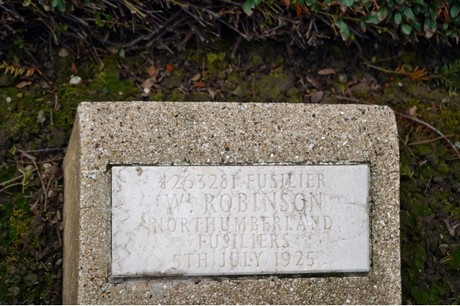 4263281 FUSILIER
W. ROBINSON
NORTHUMBERLAND
FUSILIERS
5TH JULY 1925